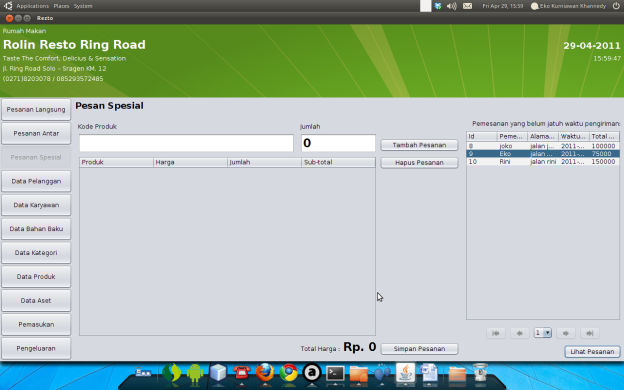 Applications Places System
Fri Apr 29, 15:59 Eko Kurniawan Khannedy
Resto
Rumah Makan
Rolin Resto Ring Road
29-04-2011
Taste The Comfort, Delicius & Sensation
15:59:47
Jl. Ring Road Solo - Sragen KM. 12
(0271)8203078 / 085293572485
Pesanan Langsung
Pesanan Antar
Pesanan Spesial
Data Pelanggan
Data Karyawan
Data Bahan Baku
Data Kategori
Data Produk
Data Aset
Pemasukan
Pengeluaran
Pesan Spesial
Kode Produk Jumlah
0
Tambah Pesanan
Hapus Pesanan
Produk Harga Jumlah Sub-total
Total Harga : Rp. 0
Simpan Pesanan
Pemesanan yang belum jatuh waktu pengiriman:
Id Peme... Alama... Waktu... Total ...
8 joko jalan j... 2011-... 100000
9 Eko jalan ... 2011-... 75000
10 Rini jalan rini 2011-... 150000
1
Lihat Pesanan